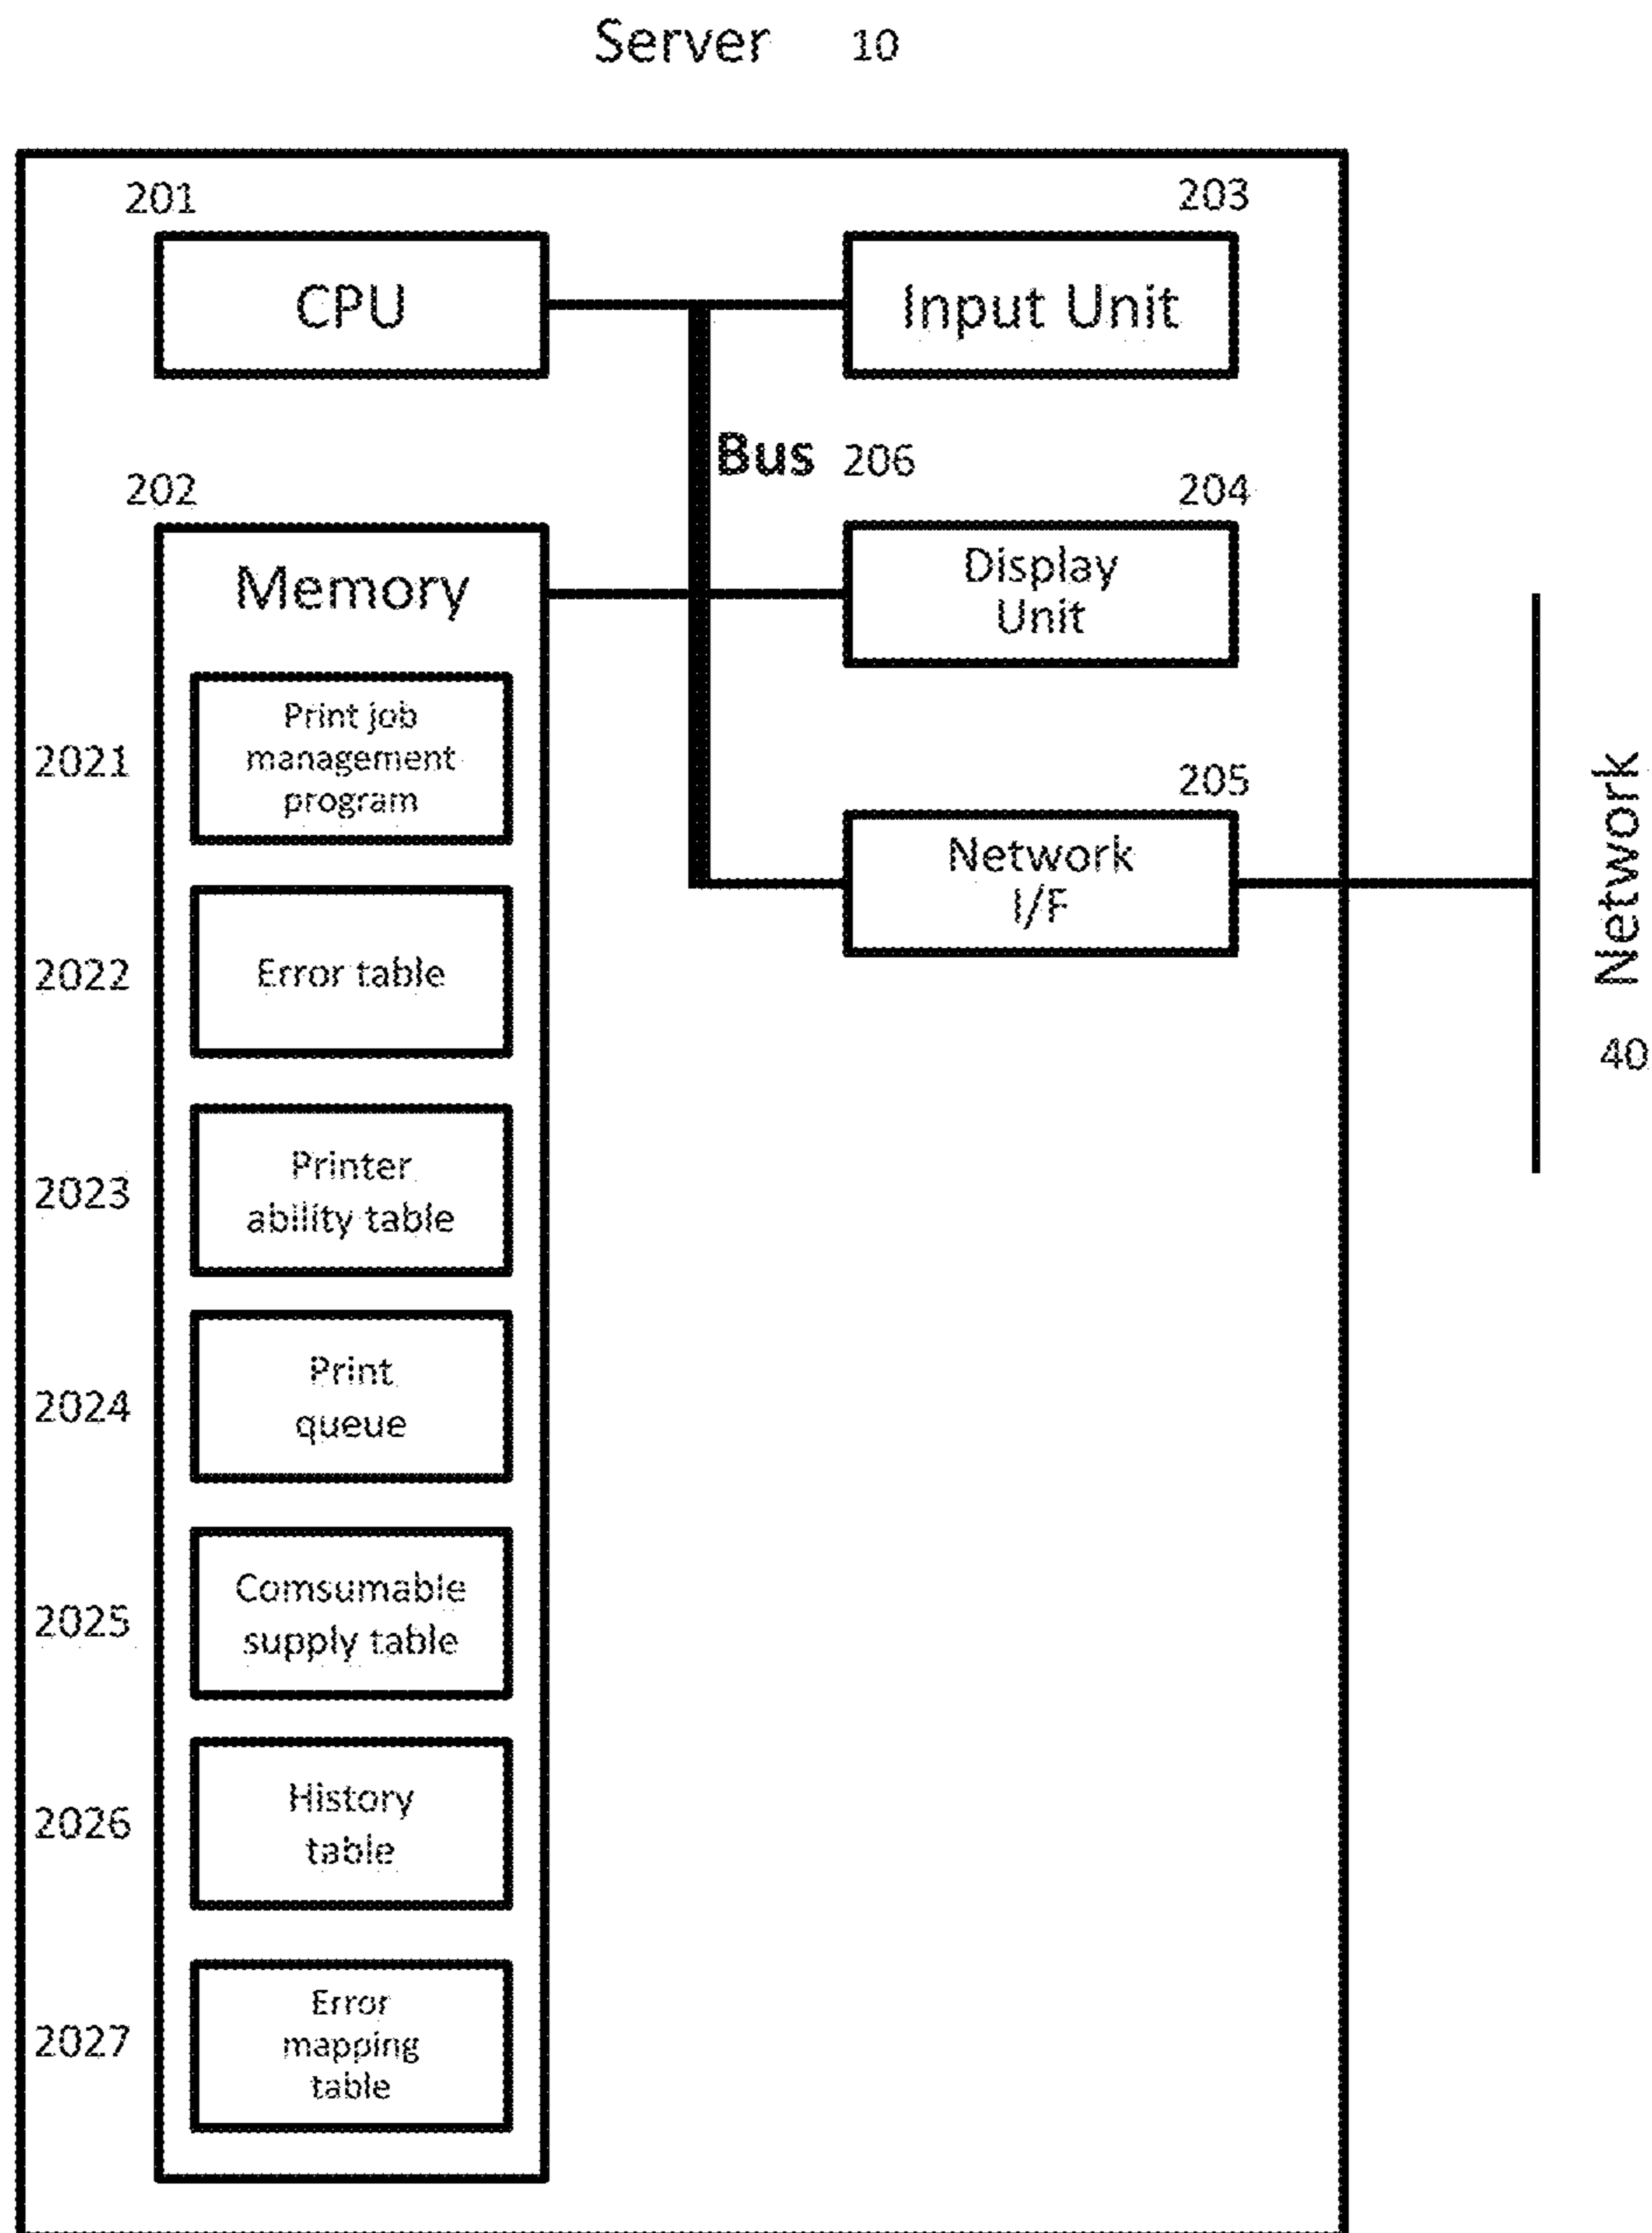 Server 10
201
CPU
203
Input Unit
Bus 206
202
Memory
204
Display
Unit
2021
Print job
management
program
205
Network
I/F
Network
40
2022
Error table
2023
Printer
ability table
2024
Print
queue
2025
Comsumable
supply table
2026
History
table
2027
Error
mapping
table